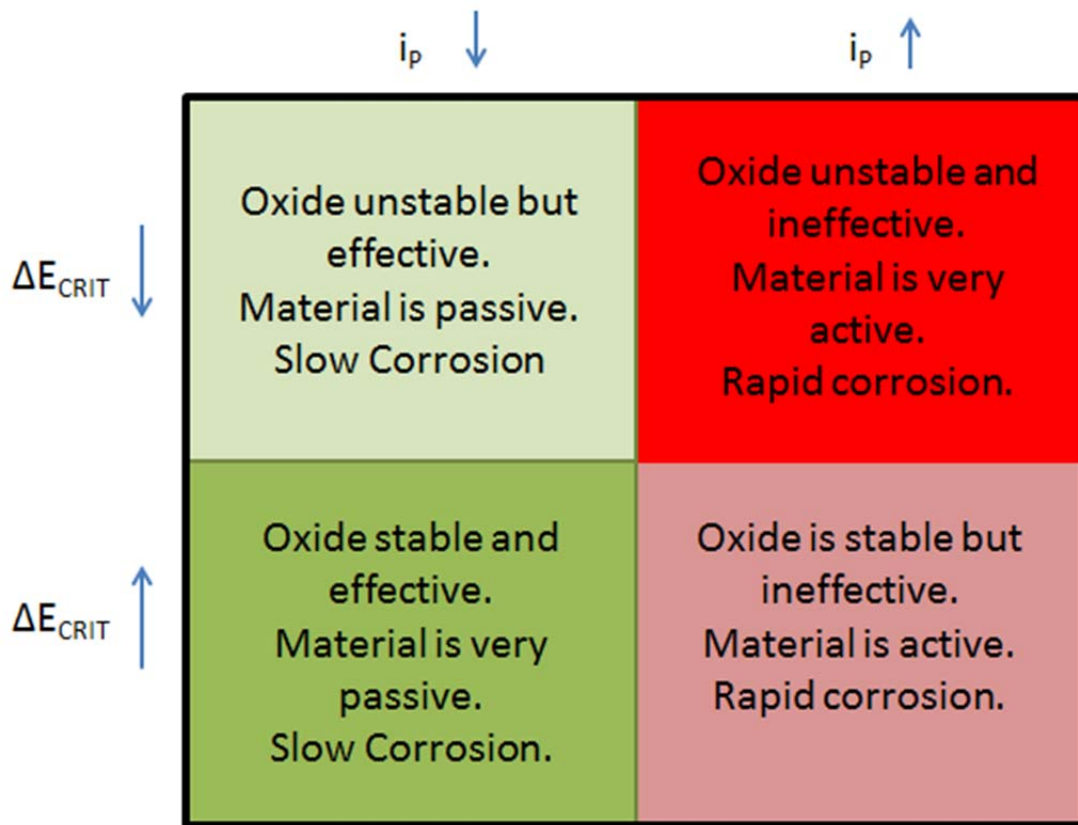 iP ↓
iP ↑
ΔECRIT ↓
Oxide unstable but
effective.
Material is passive.
Slow Corrosion
Oxide unstable and
ineffective.
Material is very
active.
Rapid corrosion.
ΔECRIT ↑
Oxide stable and
effective.
Material is very
passive.
Slow Corrosion.
Oxide is stable but
ineffective.
Material is active.
Rapid corrosion.